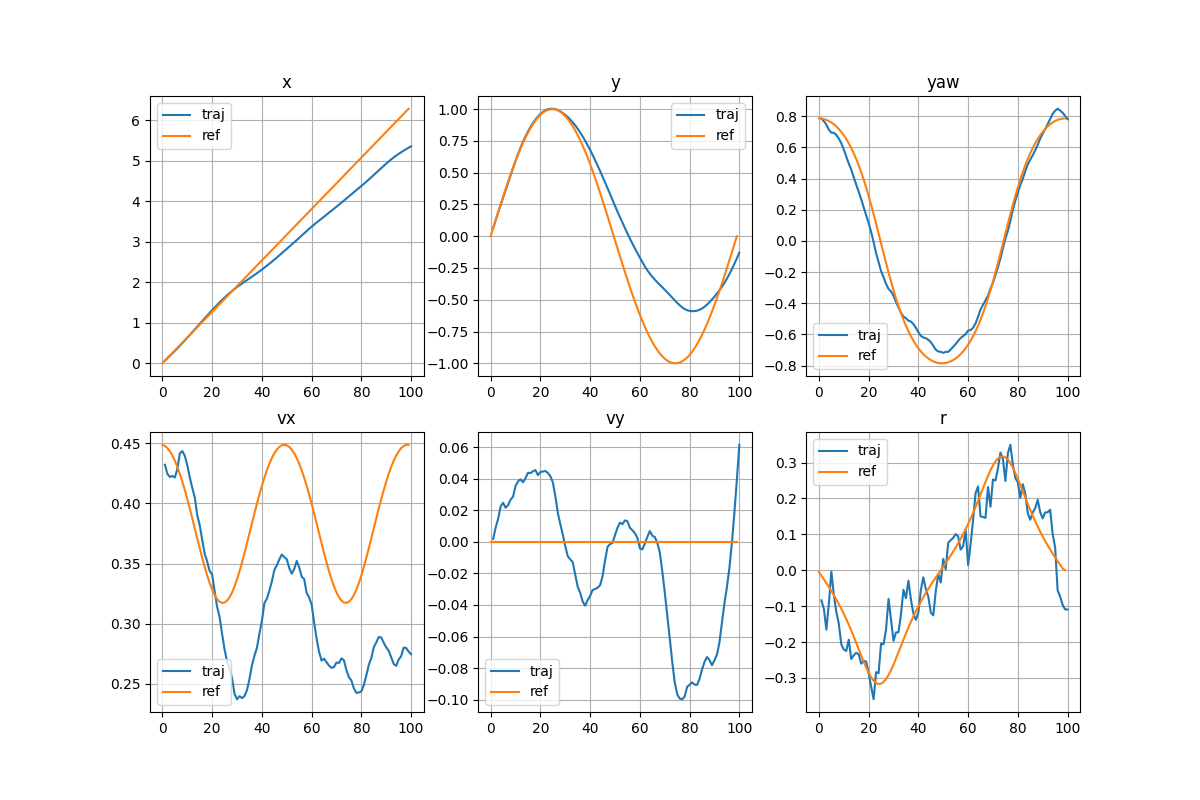 x
traj
ref
6
5
4
3
2
1
0
0 20 40 60 80 100
y
traj
ref
1.00
0.75
0.50
0.25
0.00
−0.25
−0.50
−0.75
−1.00
0 20 40 60 80 100
yaw
0.8
0.6
0.4
0.2
0.0
−0.2
−0.4
−0.6
−0.8
traj
ref
0 20 40 60 80 100
vx
0.45
0.40
0.35
0.30
0.25
traj
ref
0 20 40 60 80 100
vy
0.06
0.04
0.02
0.00
−0.02
−0.04
−0.06
−0.08
−0.10
traj
ref
0 20 40 60 80 100
r
traj
ref
0.3
0.2
0.1
0.0
−0.1
−0.2
−0.3
0 20 40 60 80 100